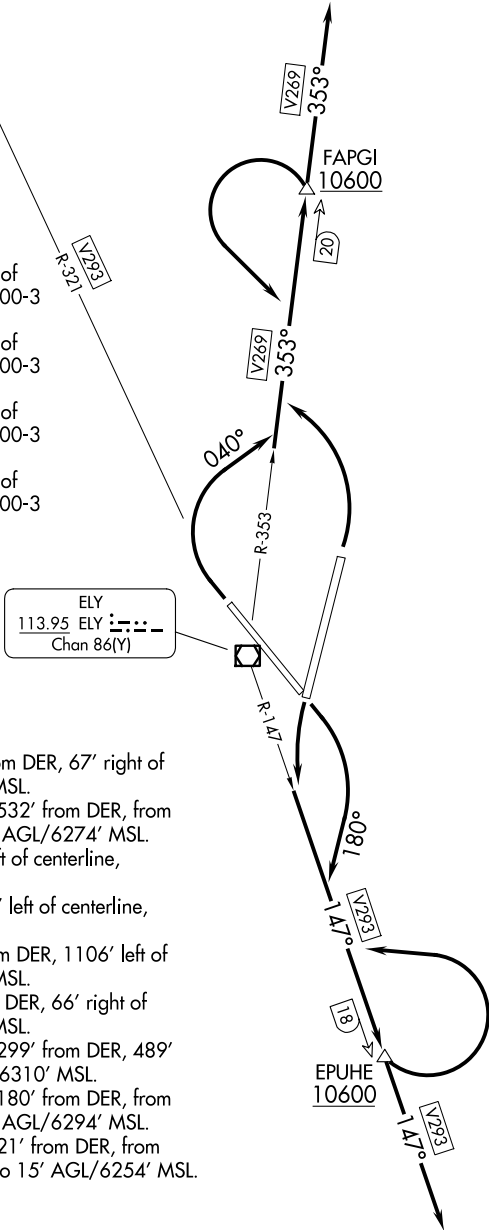 V269
353°
FAPGI
10600
20
V293
R-321
of
00-3
of
00-3
of
00-3
of
00-3
V269
353°
040°
R-353
ELY
113.95 ELY
Chan 86(Y)
R-147
om DER, 67’ right of
MSL.
532’ from DER, from
AGL/6274’ MSL.
ft of centerline,
’ left of centerline,
m DER, 1106’ left of
MSL.
DER, 66’ right of
MSL.
299’ from DER, 489’
6310’ MSL.
180’ from DER, from
AGL/6294’ MSL.
21’ from DER, from
o 15’ AGL/6254’ MSL.
180°
V293
147°
18
EPUHE
10600
V293
147°